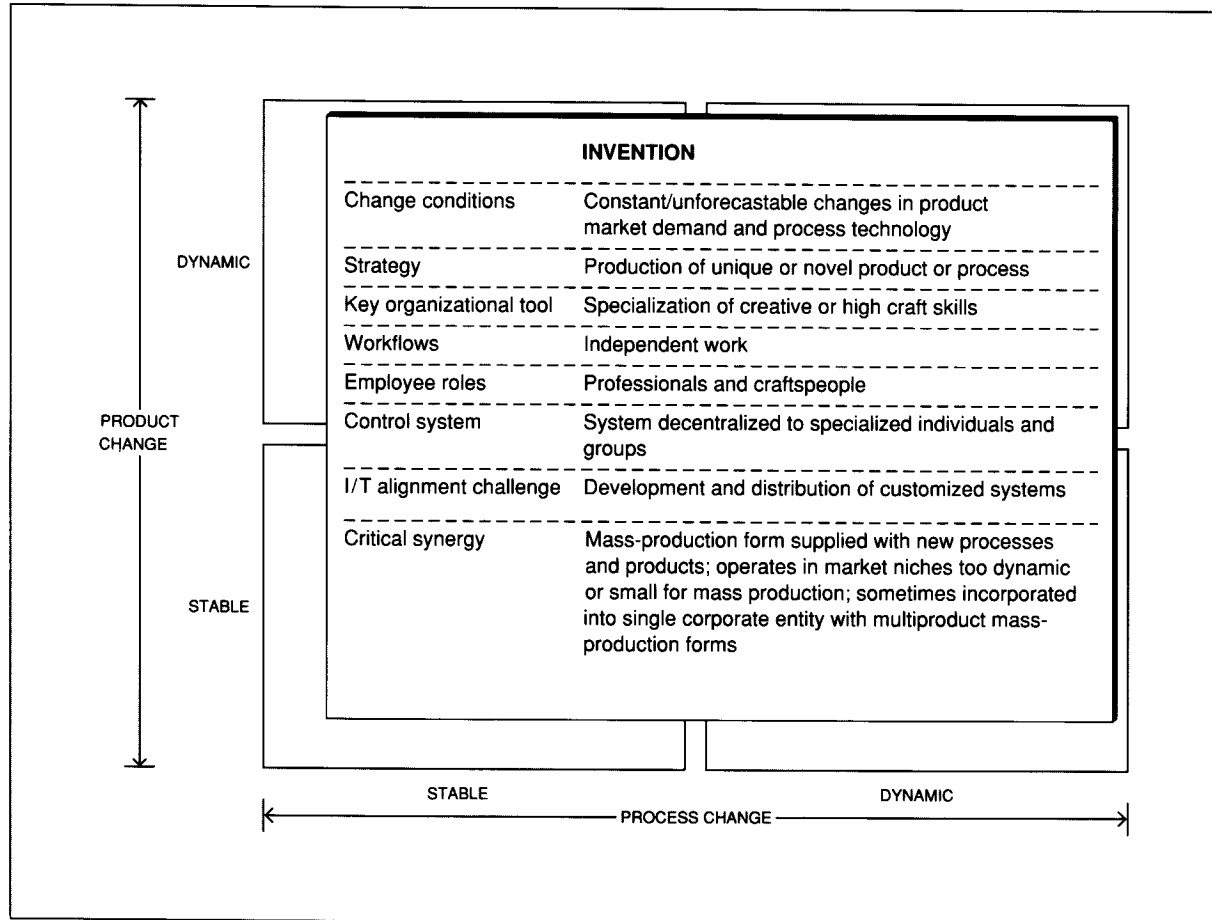 INVENTION
Change conditions Constant/unforecastable changes in product
market demand and process technology
DYNAMIC
Strategy Production of unique or novel product or process
Key organizational tool Specialization of creative or high craft skills
Workflows Independent work
Employee roles Professionals and craftspeople
PRODUCT
CHANGE
Control system System decentralized to specialized individuals and
groups
I/T alignment challenge Development and distribution of customized systems
Critical synergy Mass-production form supplied with new processes
and products; operates in market niches too dynamic
or small for mass production; sometimes incorporated
into single corporate entity with multiproduct mass-
production forms
STABLE
STABLE DYNAMIC
PROCESS CHANGE